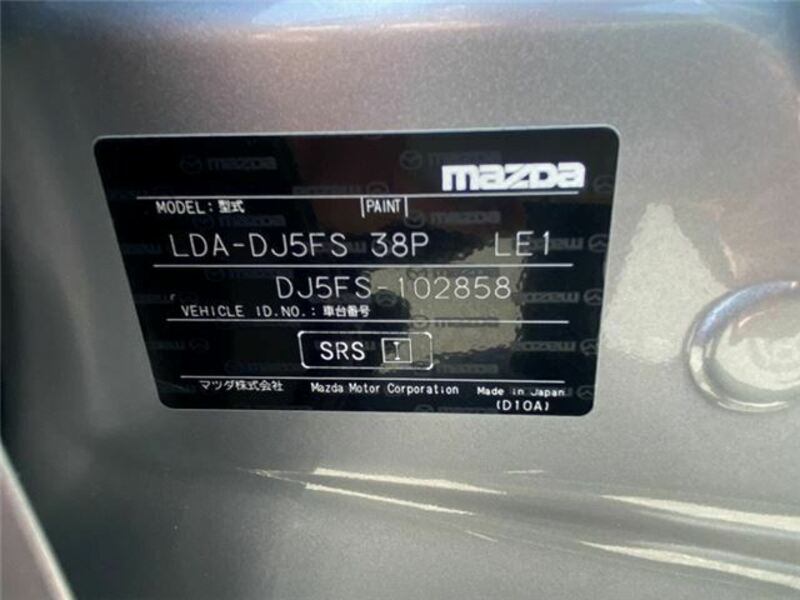 mazda
MODEL: 型式 PAINT
LDA-DJ5FS 38P LE1
DJ5FS-102858
VEHICLE ID.NO.: 車台番号
SRS I
マツダ株式会社 Mazda Motor Corporation Made in Japan
(D10A)